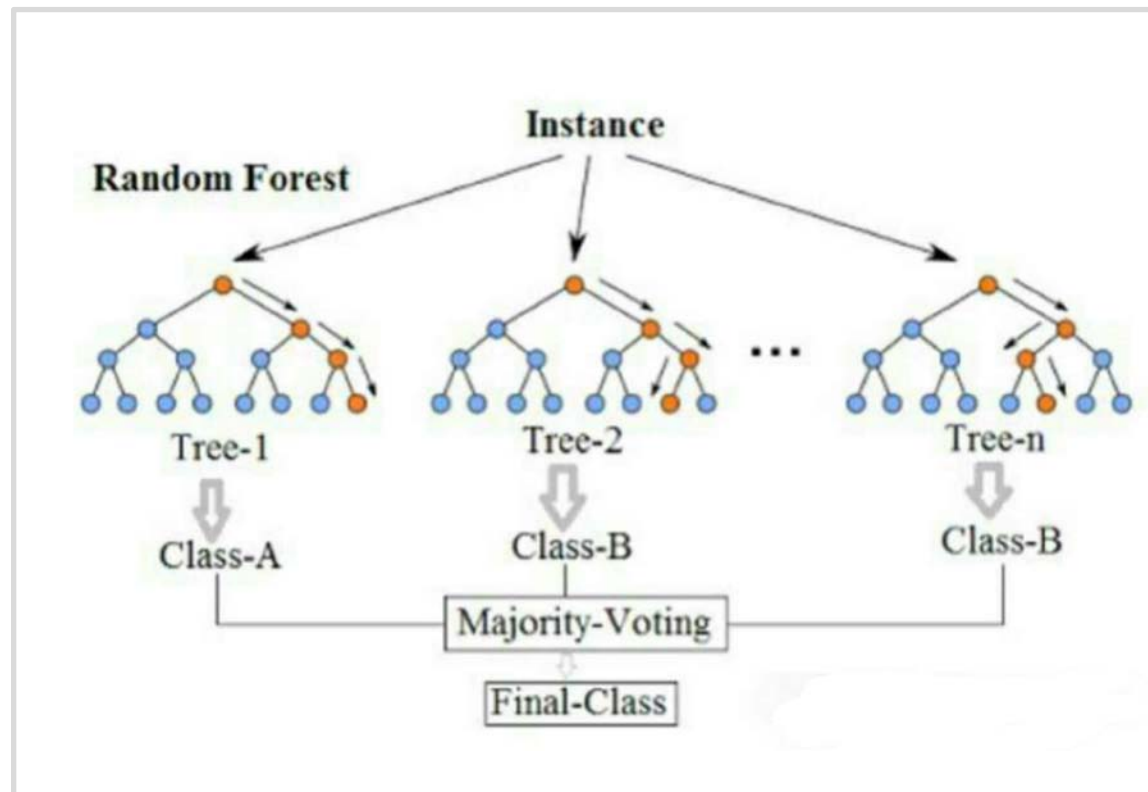 Instance
Random Forest
...
Tree-1
Tree-2
Tree-n
Class-A
Class-B
Class-B
Majority-Voting
Final-Class